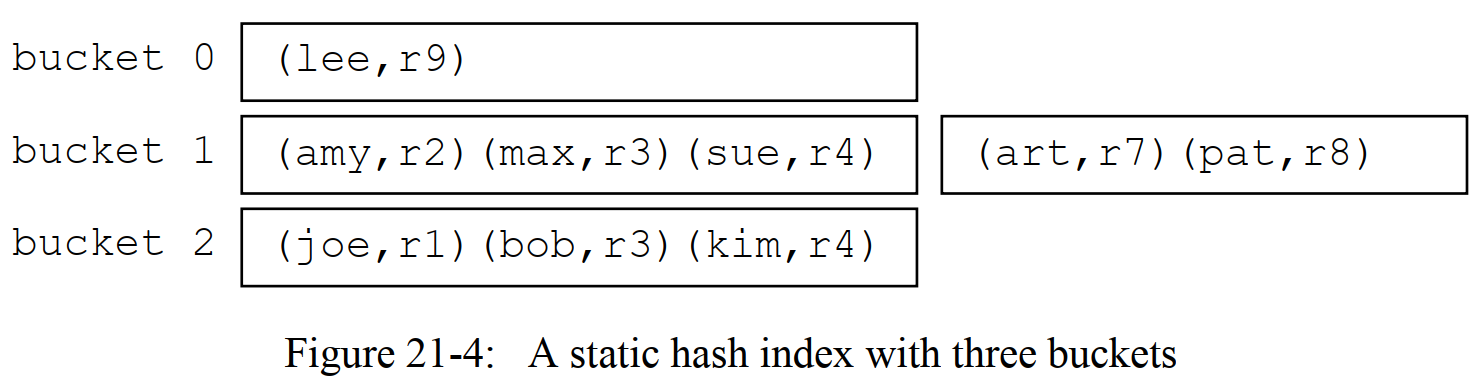 bucket 0 (lee,r9)
bucket 1 (amy,r2)(max,r3)(sue,r4) (art,r7)(pat,r8)
bucket 2 (joe,r1)(bob,r3)(kim,r4)
Figure 21-4: A static hash index with three buckets